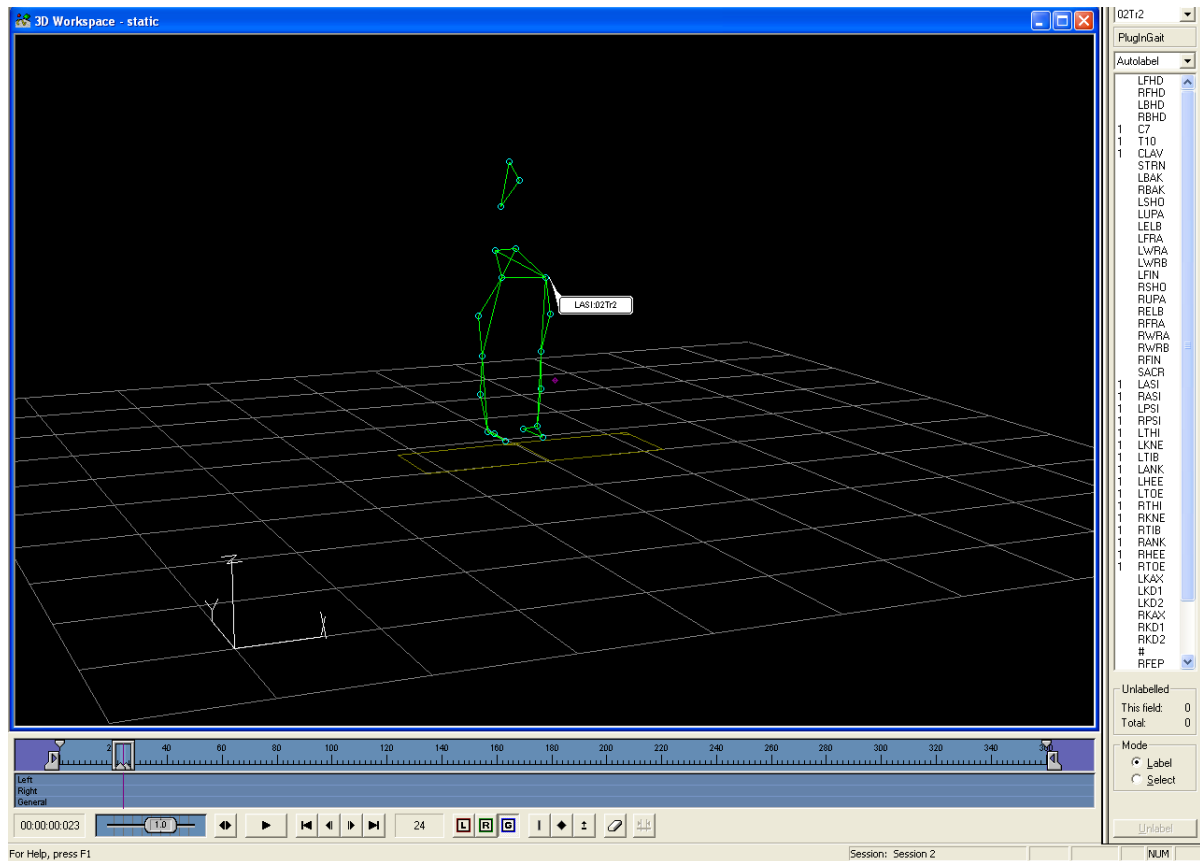 3D Workspace - static
LASI:02Tr2
Z
Y
X
20 40 60 80 100 120 140 160 180 200 220 240 260 280 300 320 340
Left
Right
General
00:00:00:023
1.0
24
L R G
For Help, press F1
Session: Session 2
NUM
02Tr2
PlugInGait
Autolabel
LFHD
RFHD
LBHD
RBHD
1 C7
1 T10
1 CLAV
STRN
LBAK
RBAK
LSHO
LUPA
LELB
LFRA
LWRA
LWRB
LFIN
RSHO
RUPA
RELB
RFRA
RWRA
RWRB
RFIN
SACR
1 LASI
1 RASI
1 LPSI
1 RPSI
1 LTHI
1 LKNE
1 LTIB
1 LANK
1 LHEE
1 LTOE
1 RTHI
1 RKNE
1 RTIB
1 RANK
1 RHEE
1 RTOE
LKAX
LKD1
LKD2
RKAX
RKD1
RKD2
#
RFEP
Unlabelled
This field: 0
Total: 0
Mode
Label
Select
Unlabel